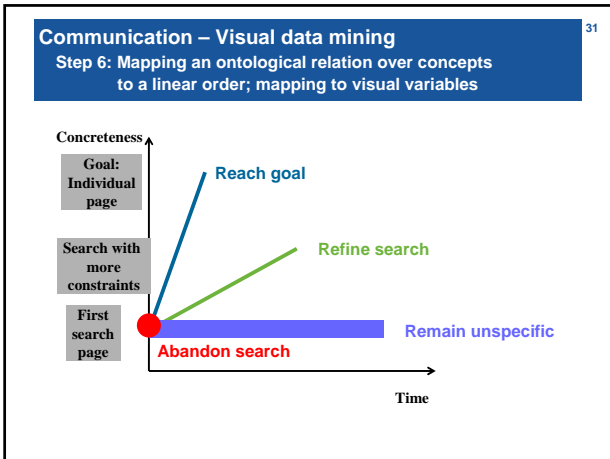 Communication – Visual data mining
31
Step 6: Mapping an ontological relation over concepts
to a linear order; mapping to visual variables
Concreteness
Goal:
Individual
page
Reach goal
Search with
more
constraints
Refine search
First
search
page
Remain unspecific
Abandon search
Time